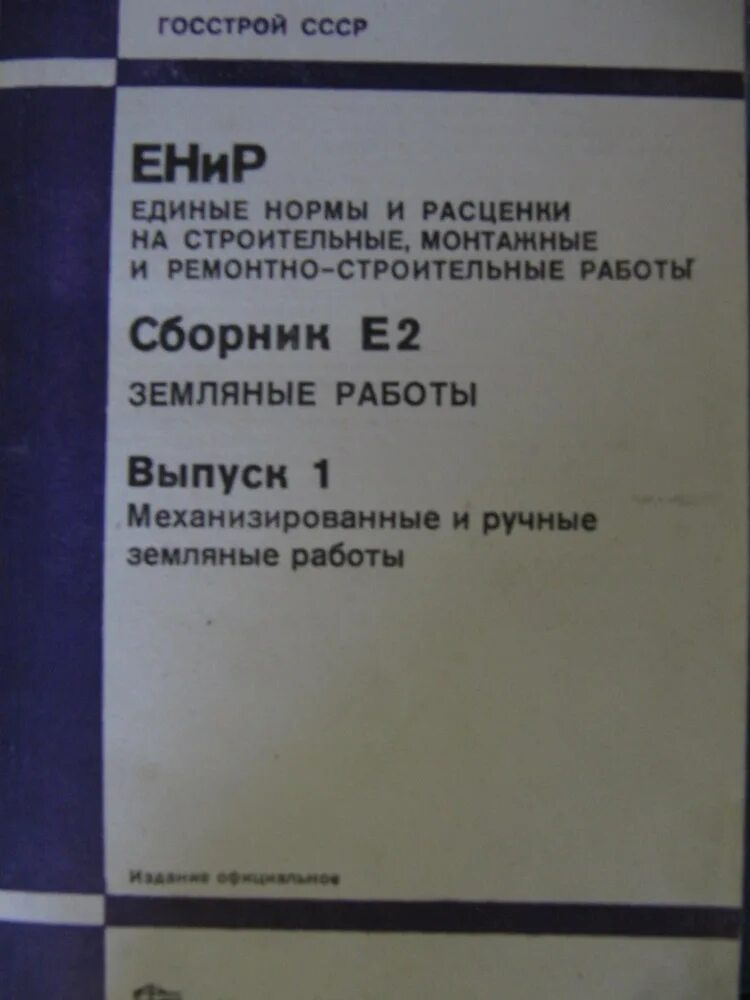 ГОССТРОЙ СССР
ЕНиР
ЕДИНЫЕ НОРМЫ И РАСЦЕНКИ
НА СТРОИТЕЛЬНЫЕ, МОНТАЖНЫЕ
И РЕМОНТНО-СТРОИТЕЛЬНЫЕ РАБОТЫ
Сборник Е2
ЗЕМЛЯНЫЕ РАБОТЫ
Выпуск 1
Механизированные и ручные
земляные работы
Издание официальное